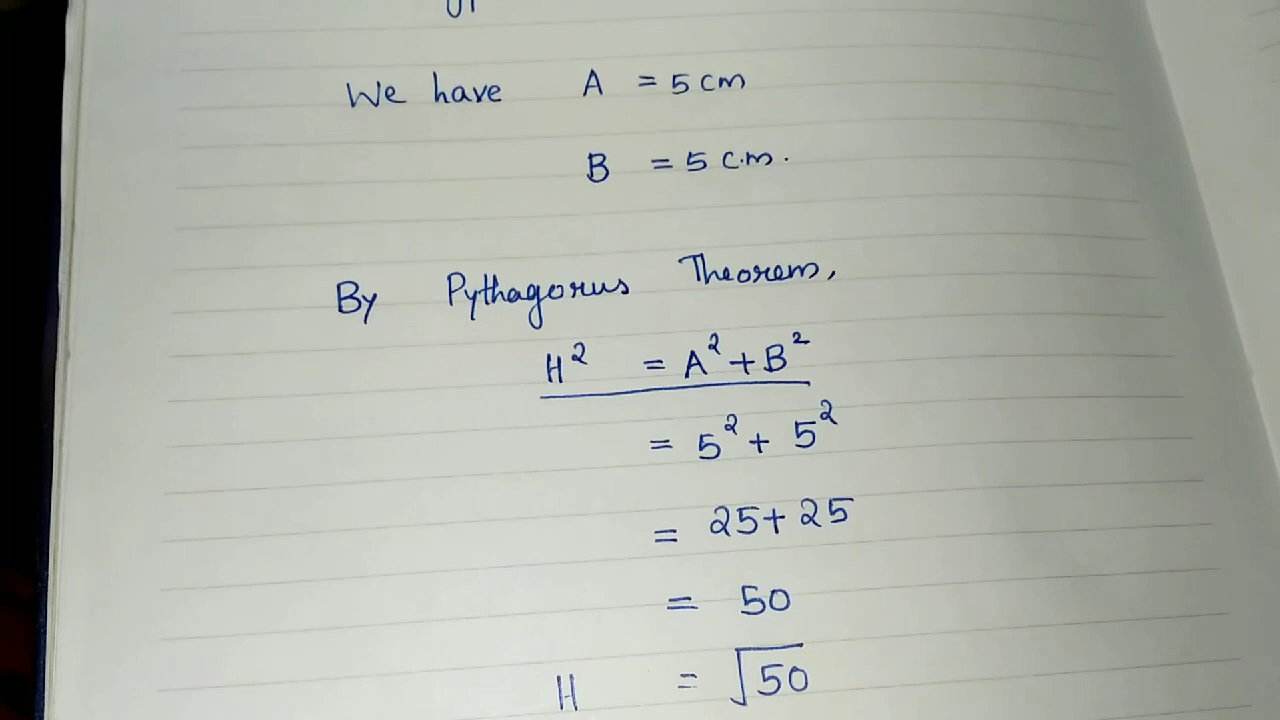 We have A = 5 cm
B = 5 c.m.
By Pythagorus Theorem,
H² = A² + B²
= 5² + 5²
= 25 + 25
= 50
H = √50